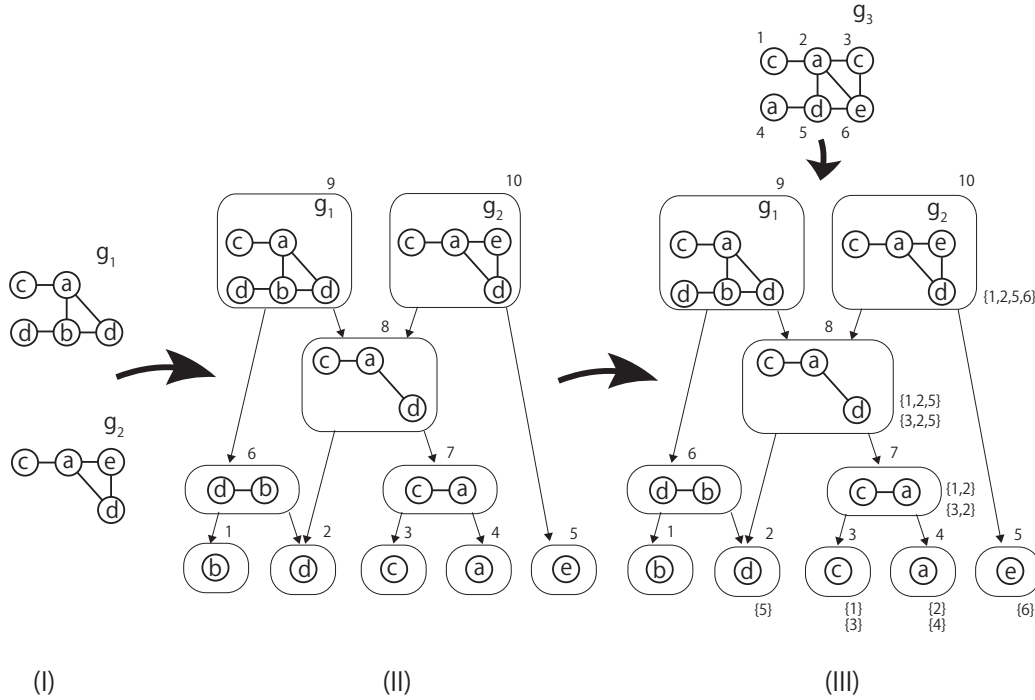 g3
1 2 3
c a c
a d e
4 5 6
g1
c a
d b d
g2
c a e
d
9
g1
c a
d b d
10
g2
c a e
d
8
c a
d
6
d b
7
c a
1
b
2
d
3
c
4
a
5
e
9
g1
c a
d b d
10
g2
c a e
d
{1,2,5,6}
8
c a
d
{1,2,5}
{3,2,5}
6
d b
7
c a
{1,2}
{3,2}
1
b
2
d
{5}
3
c
{1}
{3}
4
a
{2}
{4}
5
e
{6}
(I)
(II)
(III)